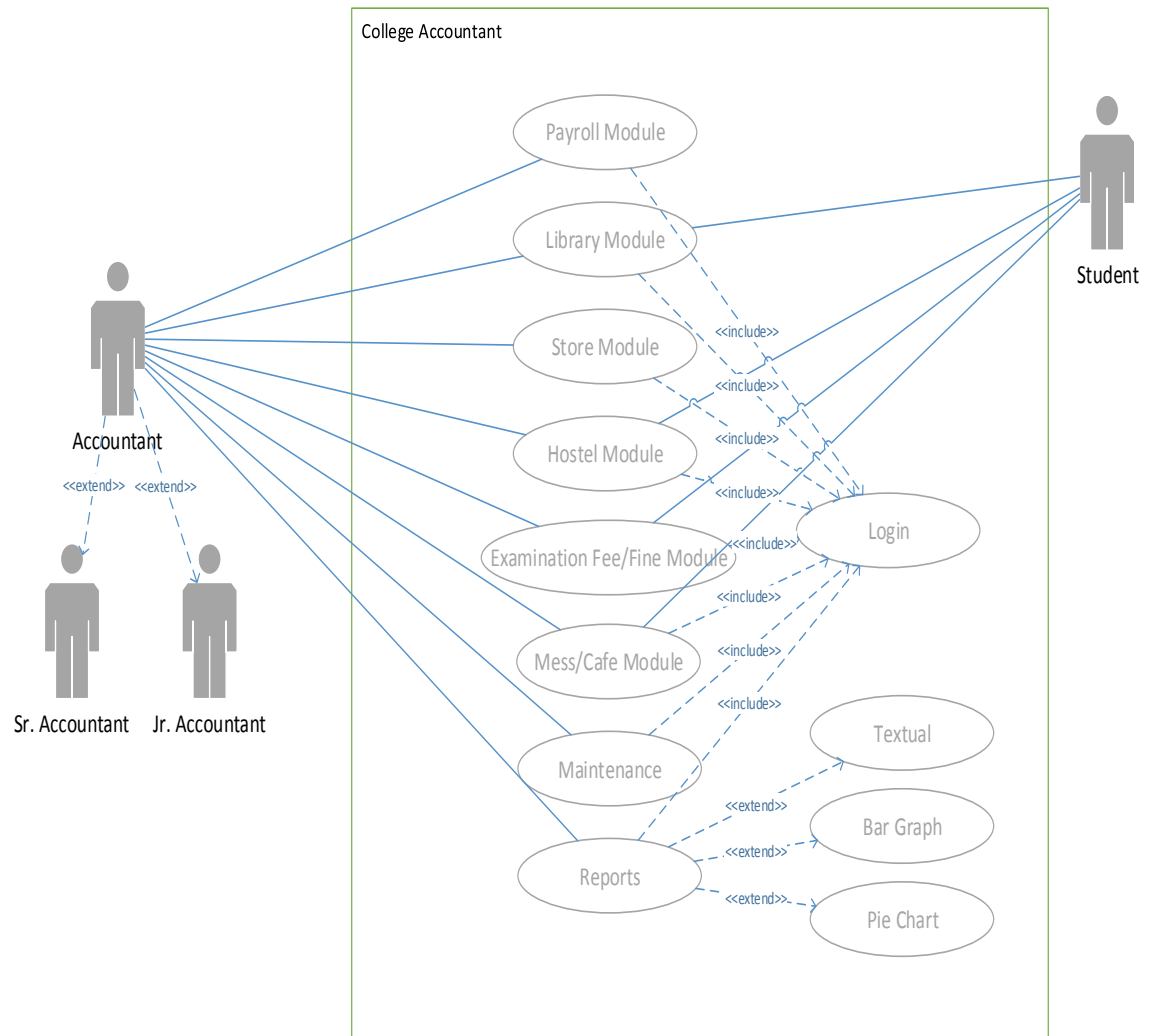 College Accountant
Payroll Module
Library Module
Student
<<include>>
Store Module
<<include>>
Accountant
<<include>>
Hostel Module
<<extend>> <<extend>>
<<include>>
Login
<<include>>
Examination Fee/Fine Module
<<include>>
<<include>>
Mess/Cafe Module
<<include>>
Sr. Accountant
Jr. Accountant
Textual
Maintenance
<<extend>>
Bar Graph
<<extend>>
Reports
<<extend>>
Pie Chart